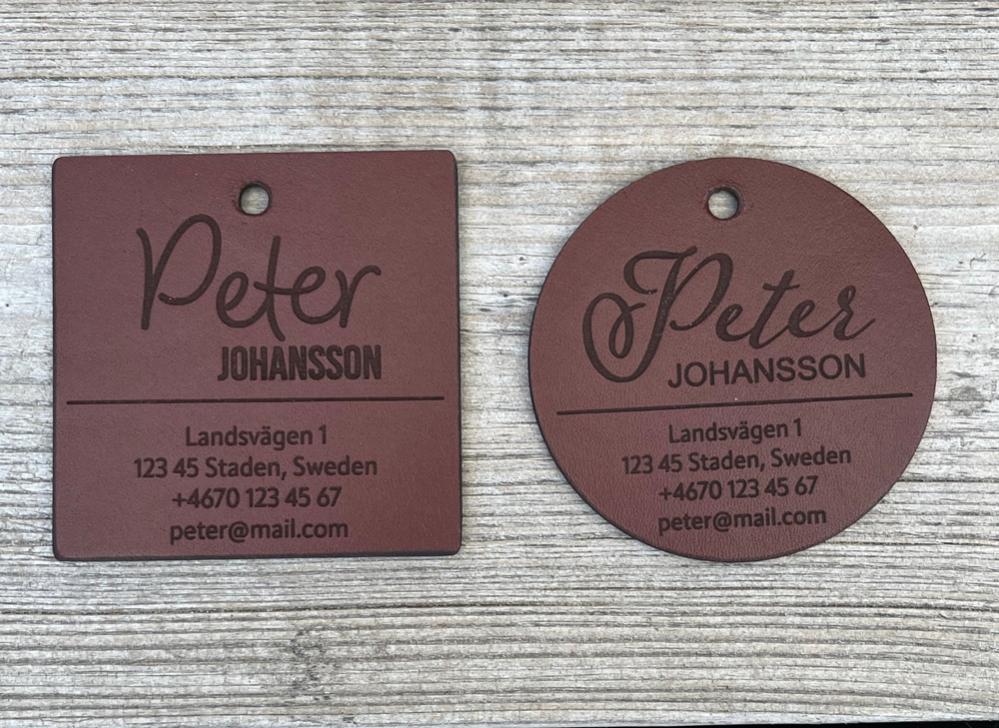 Peter
JOHANSSON
Landsvägen 1
123 45 Staden, Sweden
+4670 123 45 67
peter@mail.com
Peter
JOHANSSON
Landsvägen 1
123 45 Staden, Sweden
+4670 123 45 67
peter@mail.com